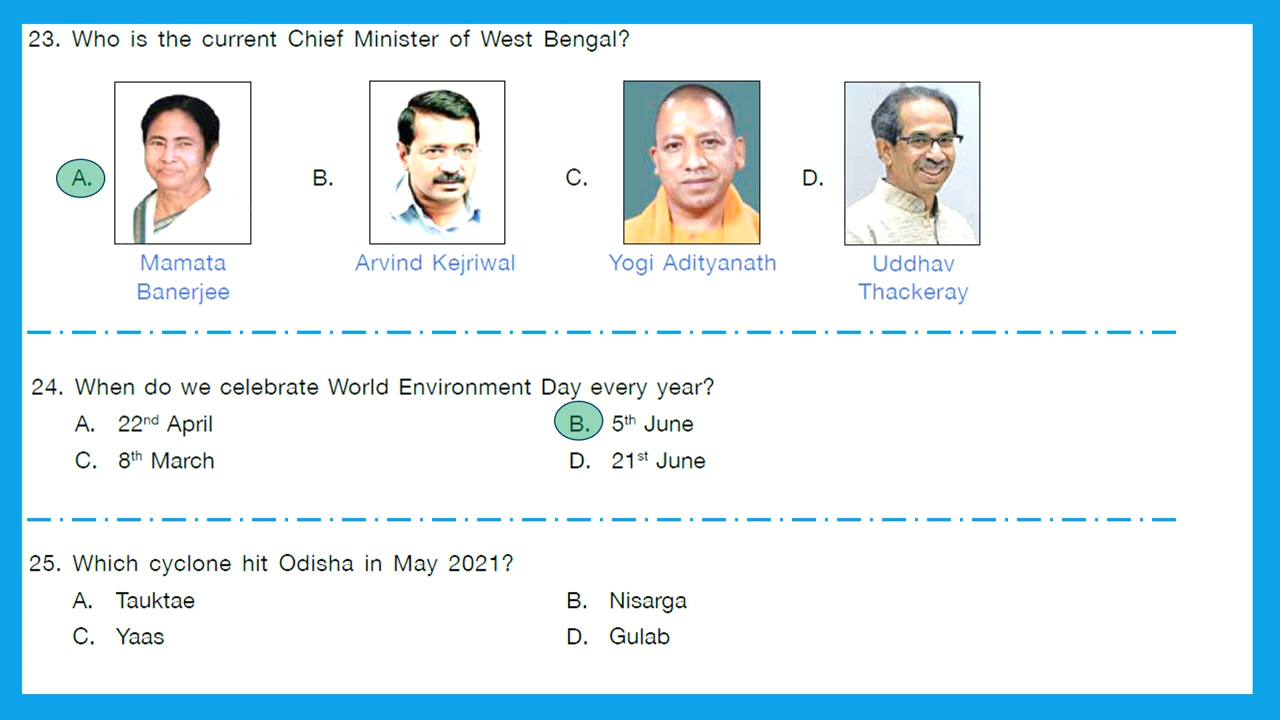 23. Who is the current Chief Minister of West Bengal?
A. B. C. D.
Mamata Banerjee
Arvind Kejriwal
Yogi Adityanath
Uddhav Thackeray
24. When do we celebrate World Environment Day every year?
A. 22nd April B. 5th June
C. 8th March D. 21st June
25. Which cyclone hit Odisha in May 2021?
A. Tauktae B. Nisarga
C. Yaas D. Gulab